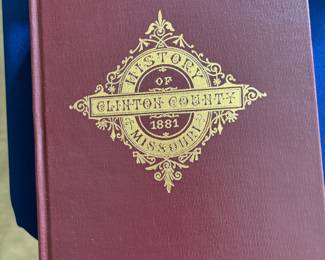 HISTORY
OF
CLINTON COUNTY
1881
MISSOURI